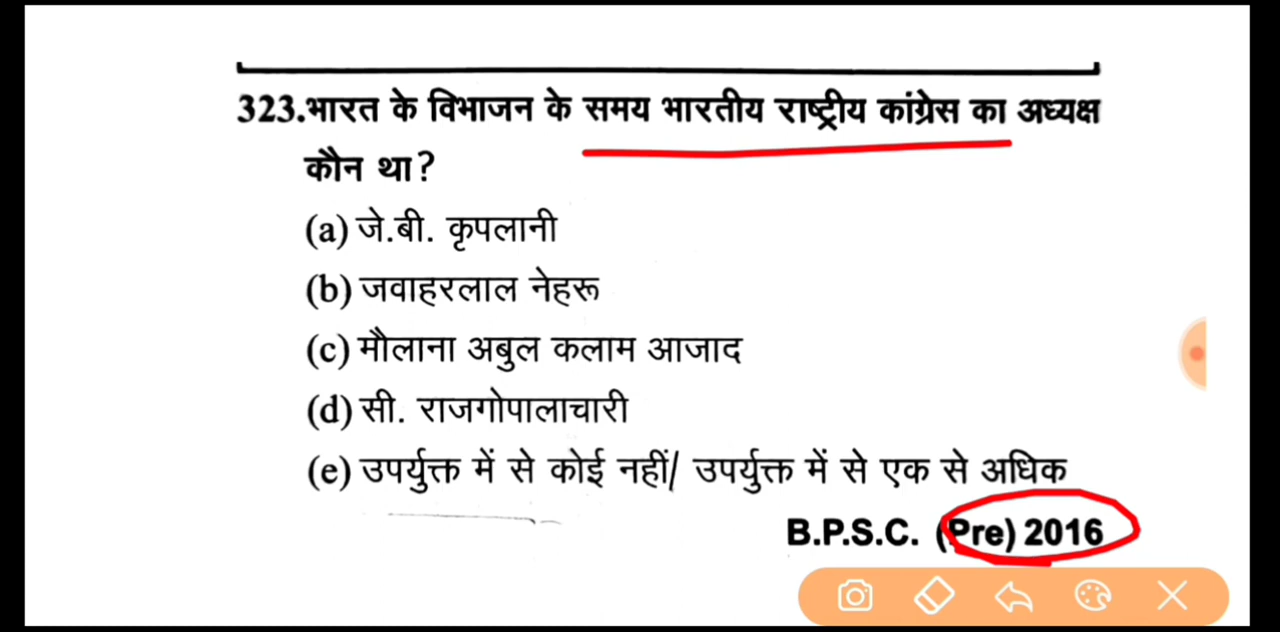 323.भारत के विभाजन के समय भारतीय राष्ट्रीय कांग्रेस का अध्यक्ष
कौन था?
(a) जे.बी. कृपलानी
(b) जवाहरलाल नेहरू
(c) मौलाना अबुल कलाम आजाद
(d) सी. राजगोपालाचारी
(e) उपर्युक्त में से कोई नहीं/ उपर्युक्त में से एक से अधिक
B.P.S.C. (Pre) 2016